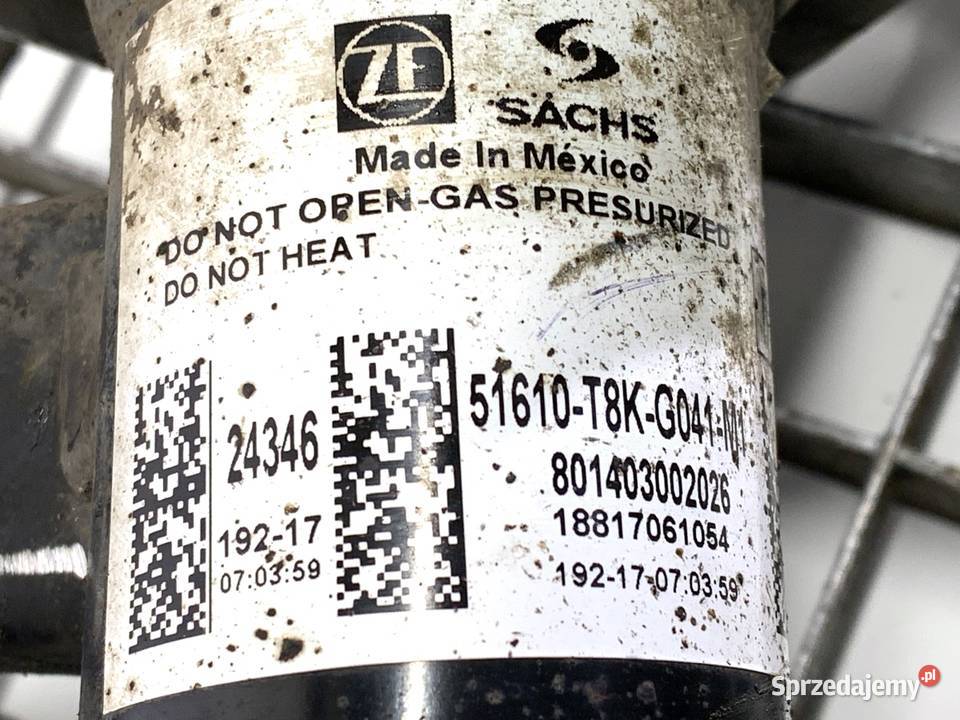 ZF
SACHS
Made In México
DO NOT OPEN-GAS PRESURIZED
DO NOT HEAT
24346
192-17
07:03:59
51610-T8K-G041-M1
801403002026
18817061054
192-17-07:03:59
Sprzedajemy.pl